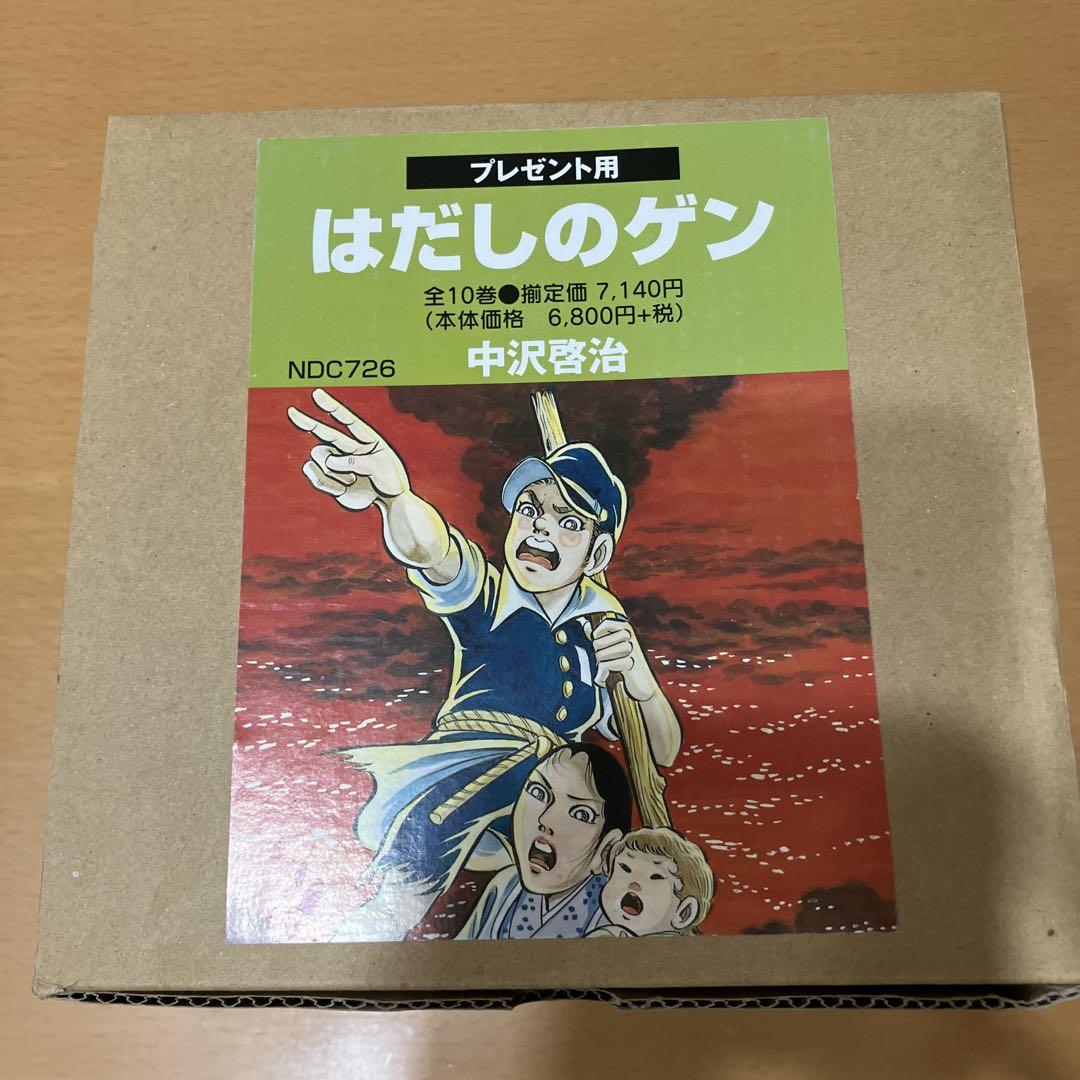 プレゼント用
はだしのゲン
全10巻●揃定価 7,140円
（本体価格　6,800円+税）
NDC726
中沢啓治